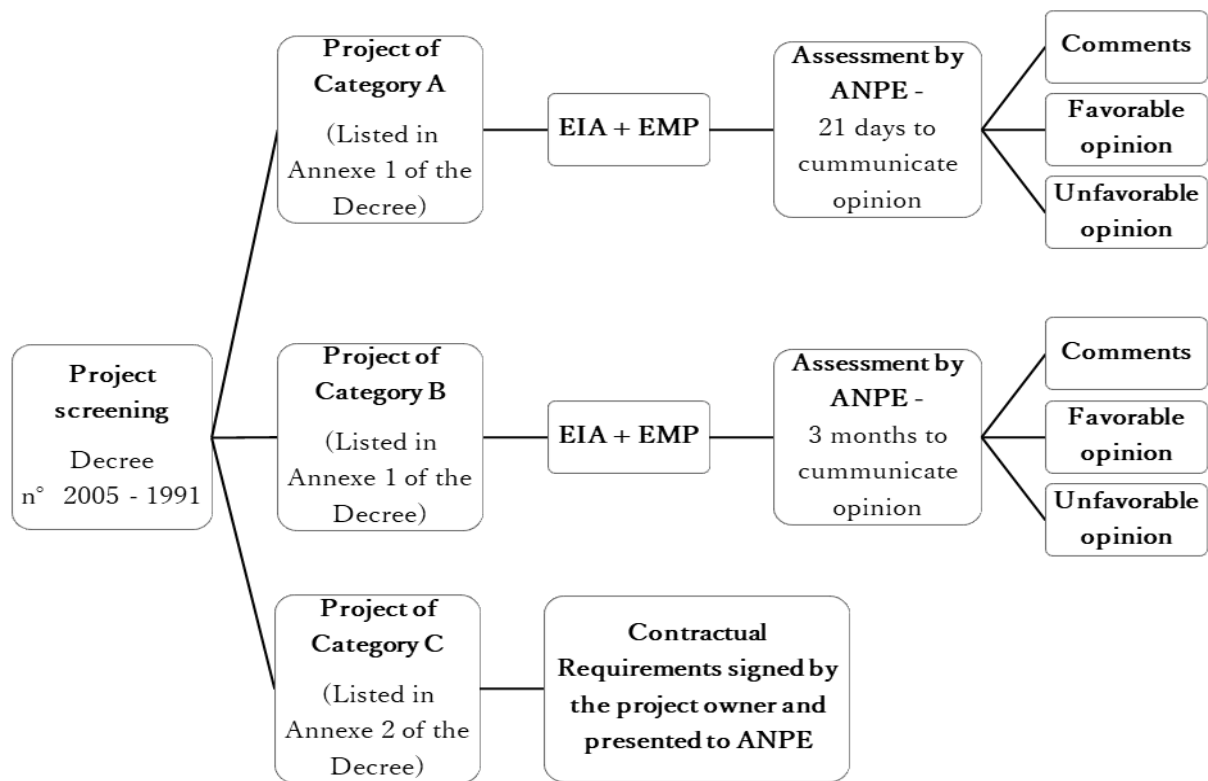 Project
screening
Decree
n° 2005 - 1991
Project of
Category A
(Listed in
Annexe 1 of the
Decree)
EIA + EMP
Assessment by
ANPE -
21 days to
cummunicate
opinion
Comments
Favorable
opinion
Unfavorable
opinion
Project of
Category B
(Listed in
Annexe 1 of the
Decree)
EIA + EMP
Assessment by
ANPE -
3 months to
cummunicate
opinion
Comments
Favorable
opinion
Unfavorable
opinion
Project of
Category C
(Listed in
Annexe 2 of the
Decree)
Contractual
Requirements signed by
the project owner and
presented to ANPE